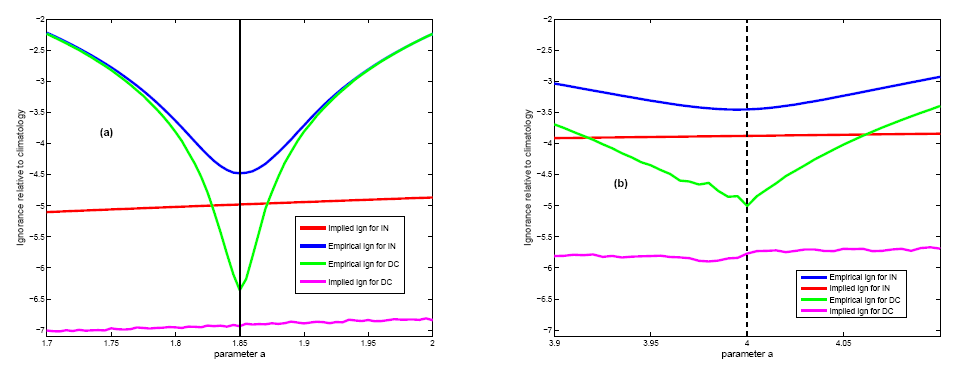 −2
−2.5
−3
−3.5
−4
−4.5
−5
−5.5
−6
−6.5
−7
Ignorance relative to climatology
(a)
Implied Ign for IN
Empirical Ign for IN
Empirical Ign for DC
Implied Ign for DC
1.7 1.75 1.8 1.85 1.9 1.95 2
parameter a
−2
−2.5
−3
−3.5
−4
−4.5
−5
−5.5
−6
−6.5
−7
Ignorance relative to climatology
(b)
Empirical Ign for IN
Implied Ign for IN
Empirical Ign for DC
Implied Ign for DC
3.9 3.95 4 4.05
parameter a